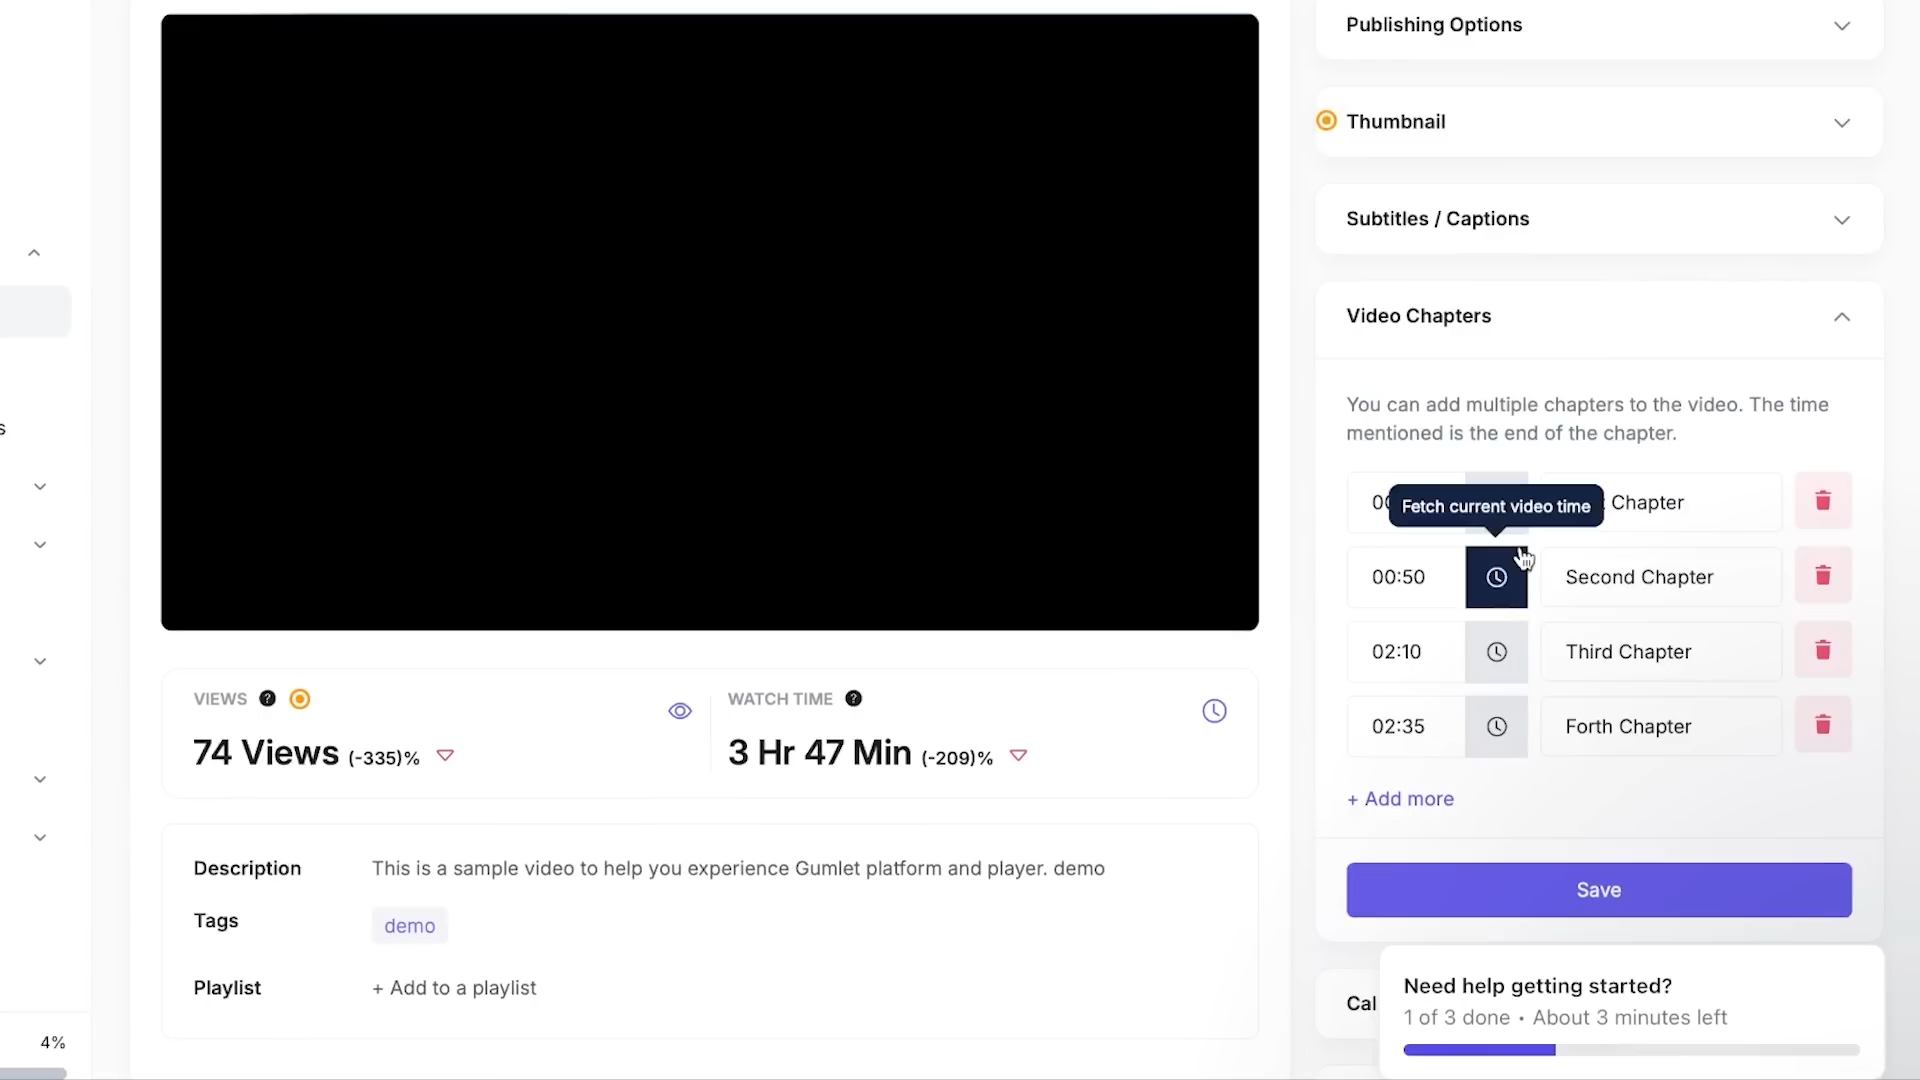 Publishing Options
Thumbnail
Subtitles / Captions
Video Chapters
You can add multiple chapters to the video. The time
mentioned is the end of the chapter.
Chapter
Fetch current video time
00:50 Second Chapter
02:10 Third Chapter
02:35 Forth Chapter
+ Add more
Save
VIEWS ?
74 Views (-335)%
WATCH TIME ?
3 Hr 47 Min (-209)%
Description This is a sample video to help you experience Gumlet platform and player. demo
Tags demo
Playlist + Add to a playlist
s
4%
Cal
Need help getting started?
1 of 3 done • About 3 minutes left